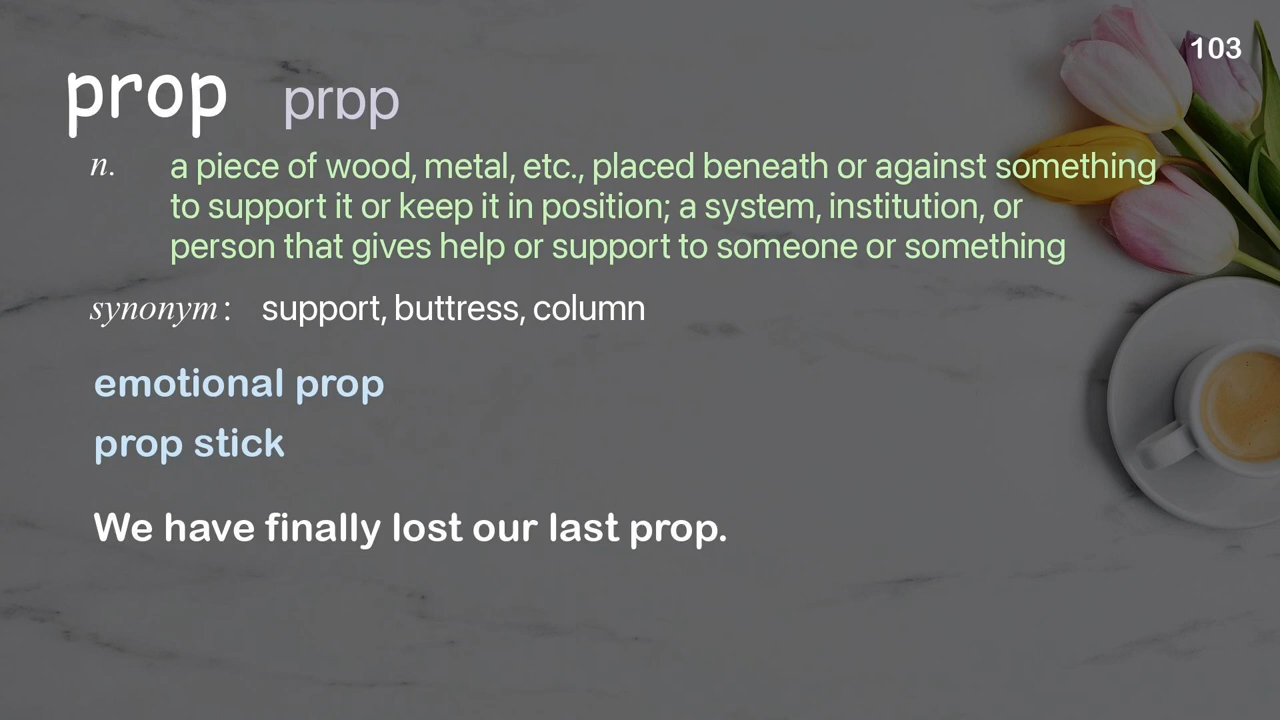 103
prop prɒp
n. a piece of wood, metal, etc., placed beneath or against something
to support it or keep it in position; a system, institution, or
person that gives help or support to someone or something
synonym: support, buttress, column
emotional prop
prop stick
We have finally lost our last prop.